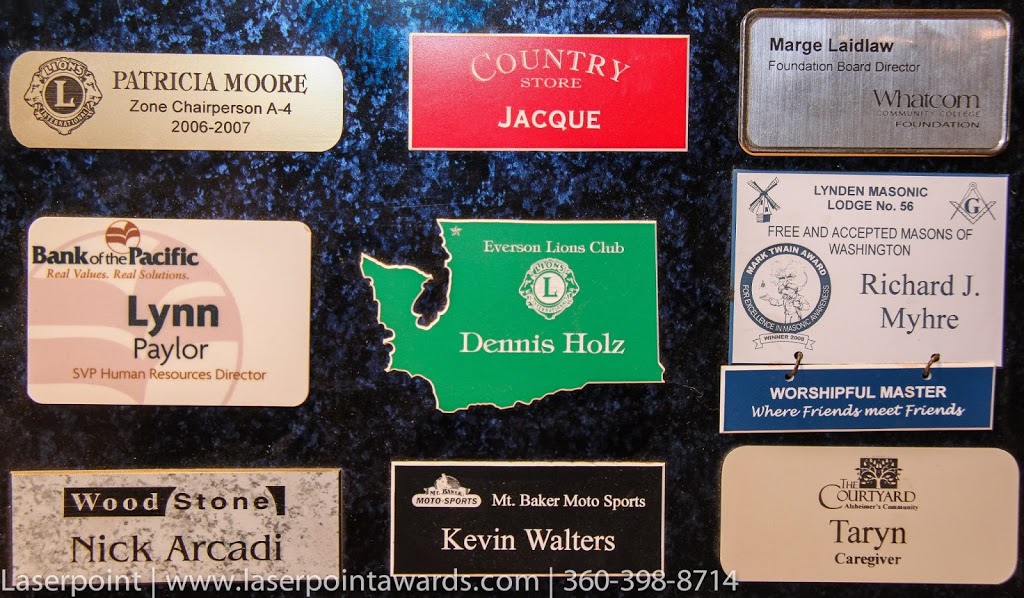 LIONS
L
INTERNATIONAL
PATRICIA MOORE
Zone Chairperson A-4
2006-2007
COUNTRY
STORE
JACQUE
Marge Laidlaw
Foundation Board Director
Whatcom
COMMUNITY COLLEGE
FOUNDATION
Bank of the Pacific
Real Values. Real Solutions.
Lynn
Paylor
SVP Human Resources Director
Everson Lions Club
LIONS
L
INTERNATIONAL
Dennis Holz
LYNDEN MASONIC
LODGE No. 56
G
FREE AND ACCEPTED MASONS OF
WASHINGTON
MARK TWAIN AWARD
FOR EXCELLENCE IN MASONIC AWARENESS
WINNER 2008
Richard J.
Myhre
WORSHIPFUL MASTER
Where Friends meet Friends
Wood Stone
Nick Arcadi
MT. BAKER
MOTO-SPORTS
Mt. Baker Moto Sports
Kevin Walters
THE
COURTYARD
Alzheimer's Community
Taryn
Caregiver
Laserpoint | www.laserpointawards.com | 360-398-8714